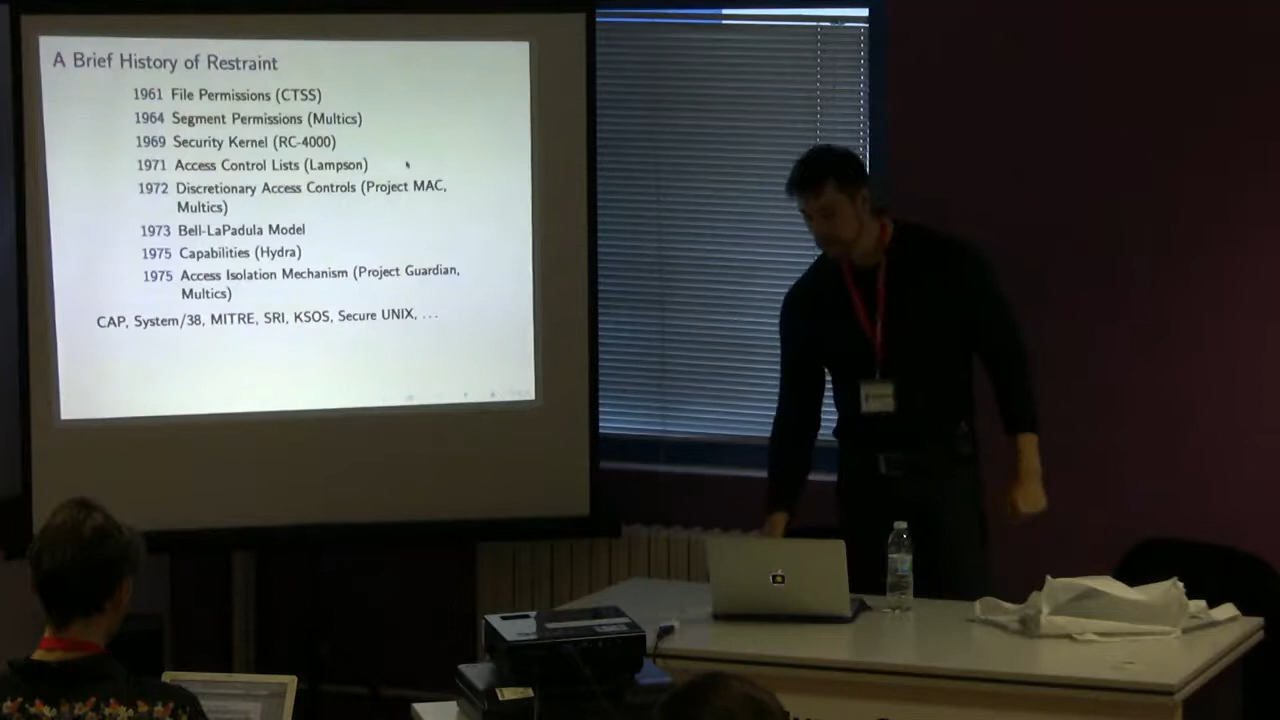 A Brief History of Restraint
1961 File Permissions (CTSS)
1964 Segment Permissions (Multics)
1969 Security Kernel (RC-4000)
1971 Access Control Lists (Lampson)
1972 Discretionary Access Controls (Project MAC,
Multics)
1973 Bell-LaPadula Model
1975 Capabilities (Hydra)
1975 Access Isolation Mechanism (Project Guardian,
Multics)
CAP, System/38, MITRE, SRI, KSOS, Secure UNIX, ...